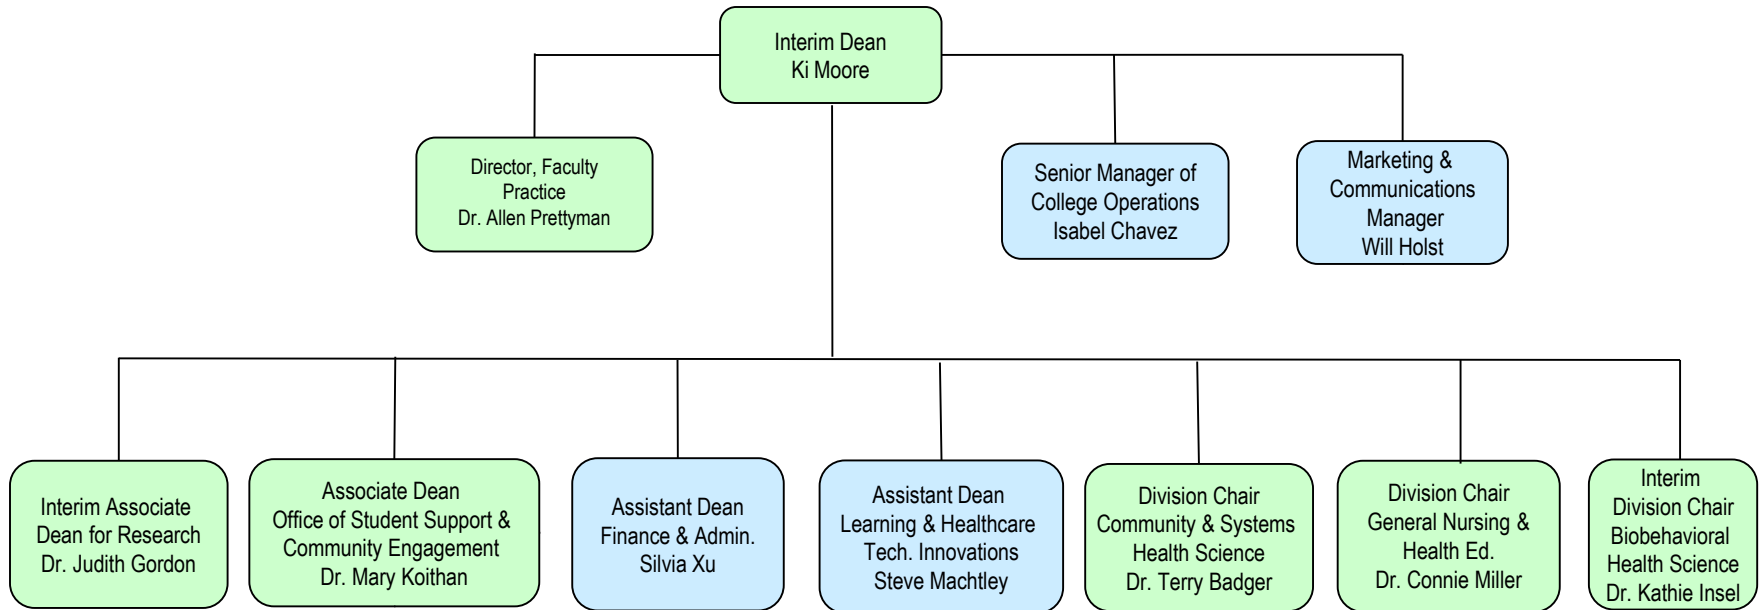 Interim Dean
Ki Moore
Director, Faculty
Practice
Dr. Allen Prettyman
Senior Manager of
College Operations
Isabel Chavez
Marketing &
Communications
Manager
Will Holst
Interim Associate
Dean for Research
Dr. Judith Gordon
Associate Dean
Office of Student Support &
Community Engagement
Dr. Mary Koithan
Assistant Dean
Finance & Admin.
Silvia Xu
Assistant Dean
Learning & Healthcare
Tech. Innovations
Steve Machtley
Division Chair
Community & Systems
Health Science
Dr. Terry Badger
Division Chair
General Nursing &
Health Ed.
Dr. Connie Miller
Interim
Division Chair
Biobehavioral
Health Science
Dr. Kathie Insel